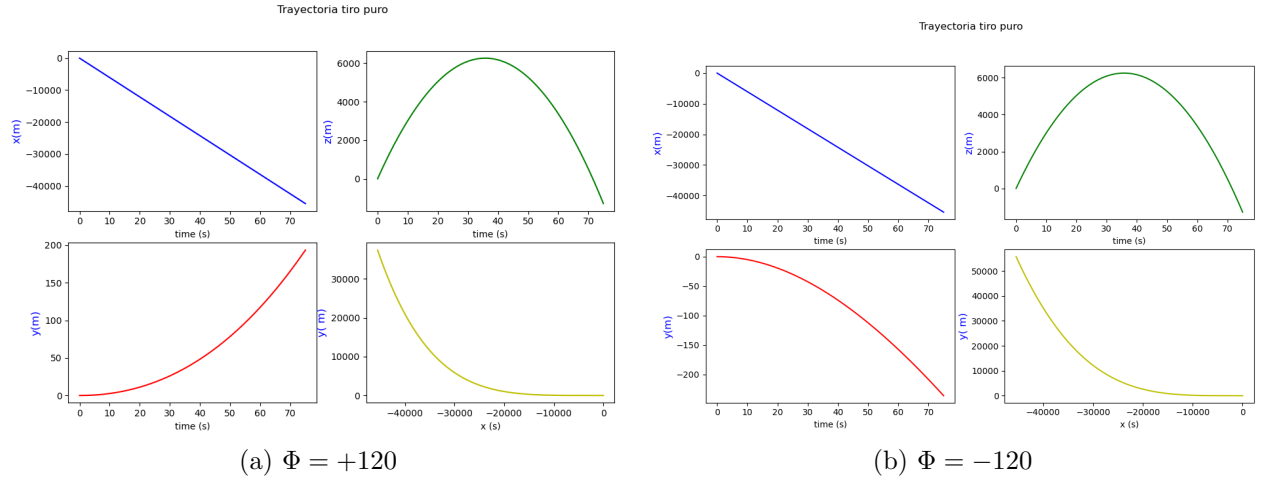 Trayectoria tiro puro
0
−10000
−20000
−30000
−40000
x(m)
0 10 20 30 40 50 60 70
time (s)
6000
4000
2000
0
z(m)
0 10 20 30 40 50 60 70
200
150
100
50
0
y(m)
0 10 20 30 40 50 60 70
time (s)
30000
20000
10000
0
y( m)
−40000 −30000 −20000 −10000 0
x (s)
(a) Φ = +120
Trayectoria tiro puro
0
−10000
−20000
−30000
−40000
x(m)
0 10 20 30 40 50 60 70
time (s)
6000
4000
2000
0
z(m)
0 10 20 30 40 50 60 70
0
−50
−100
−150
−200
y(m)
0 10 20 30 40 50 60 70
time (s)
50000
40000
30000
20000
10000
0
y( m)
−40000 −30000 −20000 −10000 0
x (s)
(b) Φ = −120